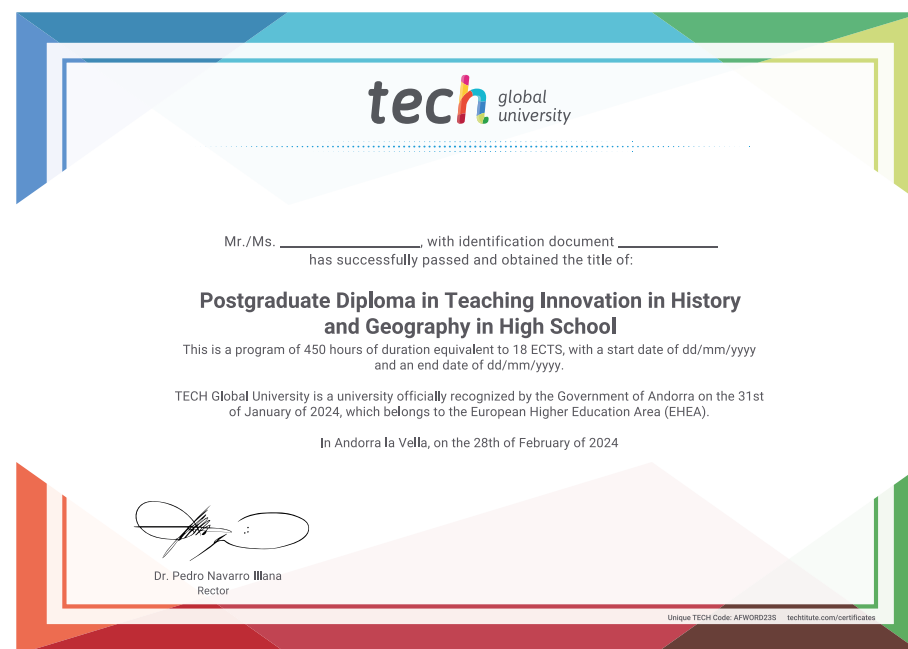 tech global university
Mr./Ms. ____________________, with identification document ______________
has successfully passed and obtained the title of:
Postgraduate Diploma in Teaching Innovation in History
and Geography in High School
This is a program of 450 hours of duration equivalent to 18 ECTS, with a start date of dd/mm/yyyy
and an end date of dd/mm/yyyy.
TECH Global University is a university officially recognized by the Government of Andorra on the 31st
of January of 2024, which belongs to the European Higher Education Area (EHEA).
In Andorra la Vella, on the 28th of February of 2024
Dr. Pedro Navarro Illana
Rector
Unique TECH Code: AFWORD23S techtitute.com/certificates